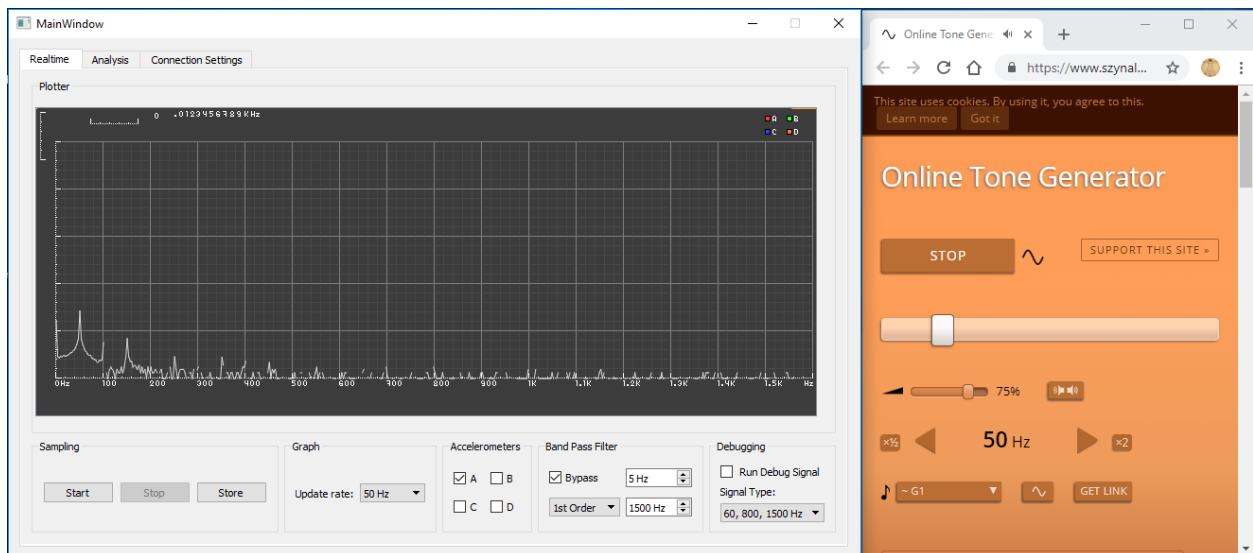 MainWindow
Realtime Analysis Connection Settings
Plotter
0 .0123456789KHz
A B
C D
0Hz 100 200 300 400 500 600 700 800 900 1K 1.1K 1.2K 1.3K 1.4K 1.5K Hz
Sampling
Start Stop Store
Graph
Update rate: 50 Hz
Accelerometers
A B
C D
Band Pass Filter
Bypass 5 Hz
1st Order 1500 Hz
Debugging
Run Debug Signal
Signal Type:
60, 800, 1500 Hz
Online Tone Gene
https://www.szynal...
This site uses cookies. By using it, you agree to this.
Learn more Got it
Online Tone Generator
STOP SUPPORT THIS SITE »
75%
×½ 50 Hz ×2
~ G1 GET LINK